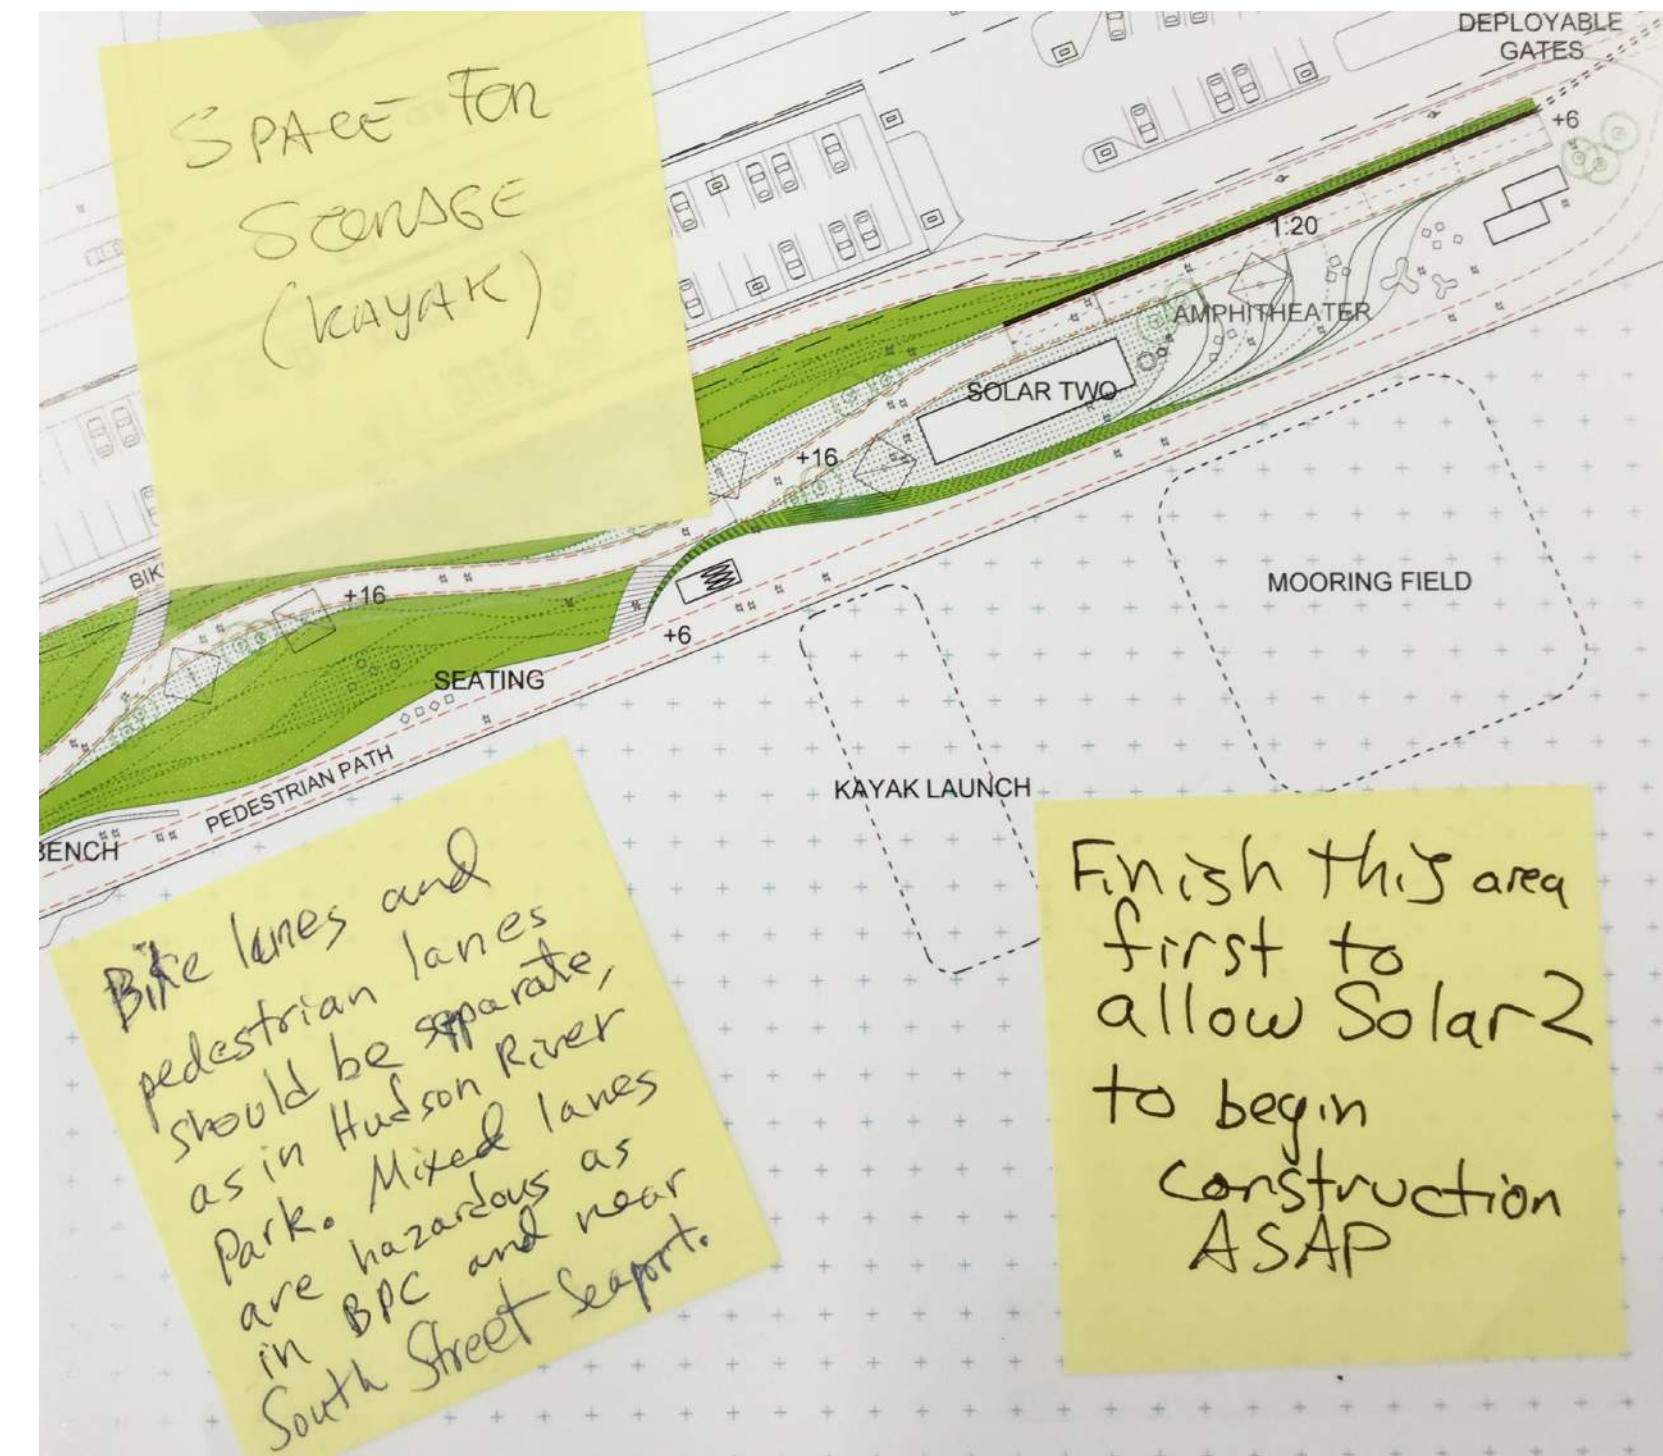 DEPLOYABLE
GATES
+6
SPACE FOR
STORAGE
(KAYAK)
1:20
AMPHITHEATER
SOLAR TWO
+16
MOORING FIELD
BIK
+16
+6
SEATING
KAYAK LAUNCH
PEDESTRIAN PATH
BENCH
Bike lanes and
pedestrian lanes
should be separate,
as in Hudson River
Park. Mixed lanes
are hazardous as
in BPC and near
South Street Seaport.
Finish this area
first to
allow Solar 2
to begin
construction
ASAP